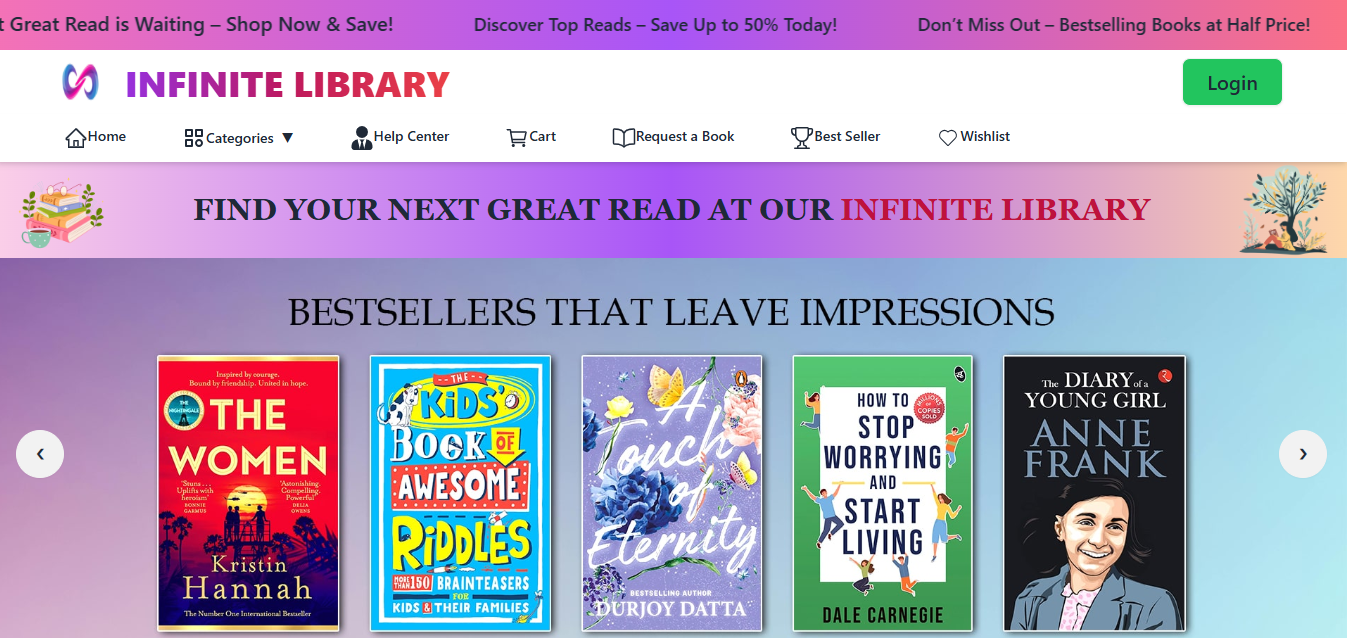 t Great Read is Waiting – Shop Now & Save! Discover Top Reads – Save Up to 50% Today! Don't Miss Out – Bestselling Books at Half Price!
INFINITE LIBRARY
Login
Home Categories ▼ Help Center Cart Request a Book Best Seller Wishlist
FIND YOUR NEXT GREAT READ AT OUR INFINITE LIBRARY
BESTSELLERS THAT LEAVE IMPRESSIONS
Inspired by courage.
Bound by friendship. United in hope.
THE
NIGHTINGALE
THE
WOMEN
'Stuns . . .
Uplifts with
heroism'
BONNIE
GARMUS
'Astonishing.
Compelling.
Powerful'
DELIA
OWENS
Kristin
Hannah
The Number One International Bestseller
THE
KiDS'
BOOK OF
AWESOME
RiDDLES
MORE THAN 150 BRAINTEASERS
FOR
KIDS & THEIR FAMILIES
A
Touch
of
Eternity
BESTSELLING AUTHOR
DURJOY DATTA
HOW TO
STOP
WORRYING
AND
START
LIVING
MILLIONS
OF
COPIES
SOLD
DALE CARNEGIE
The DIARY of a
YOUNG GIRL
ANNE
FRANK
‹
›